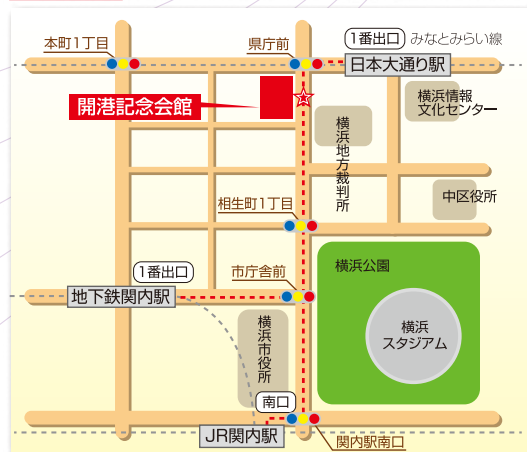 本町1丁目
県庁前
1番出口
みなとみらい線
日本大通り駅
開港記念会館
横浜情報
文化センター
横浜地方裁判所
中区役所
相生町1丁目
1番出口
市庁舎前
地下鉄関内駅
横浜公園
横浜
スタジアム
横浜市役所
南口
JR関内駅
関内駅南口